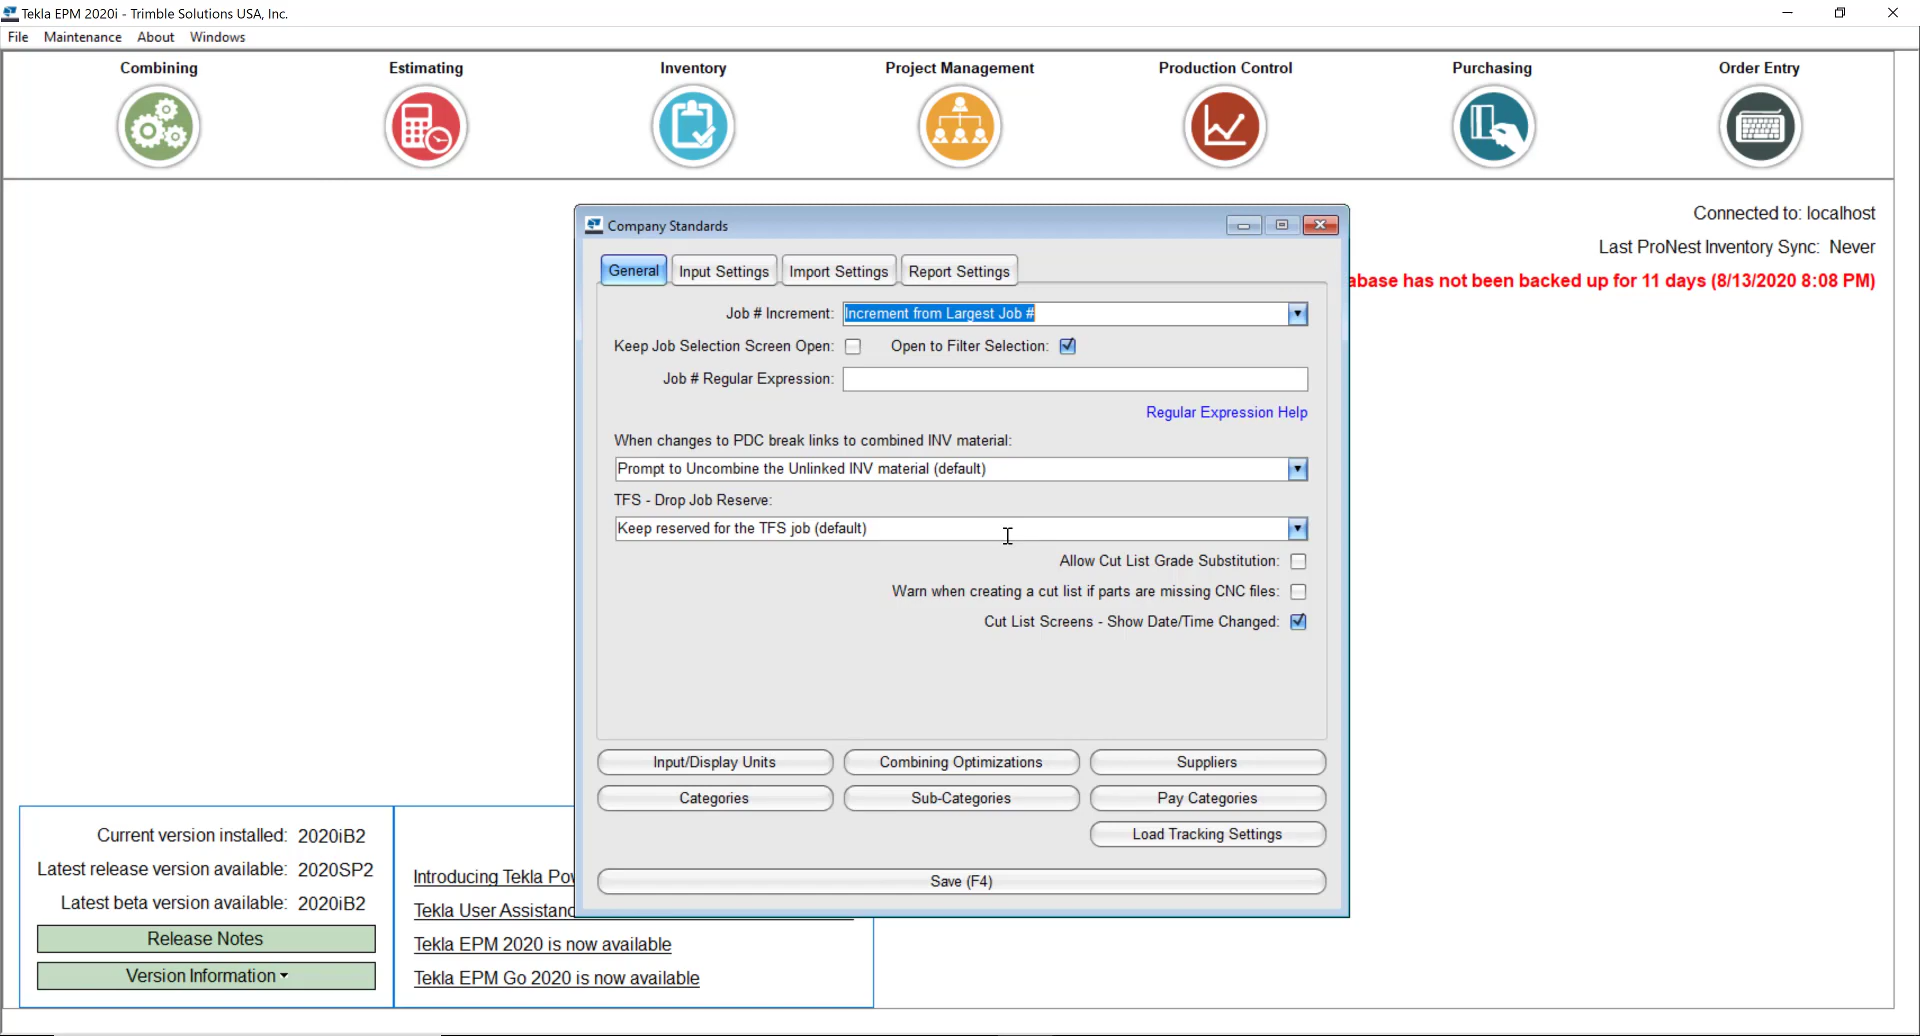 Tekla EPM 2020i - Trimble Solutions USA, Inc.
File Maintenance About Windows
Combining Estimating Inventory Project Management Production Control Purchasing Order Entry
Connected to: localhost
Last ProNest Inventory Sync: Never
abase has not been backed up for 11 days (8/13/2020 8:08 PM)
Company Standards
General Input Settings Import Settings Report Settings
Job # Increment: Increment from Largest Job #
Keep Job Selection Screen Open: Open to Filter Selection:
Job # Regular Expression:
Regular Expression Help
When changes to PDC break links to combined INV material:
Prompt to Uncombine the Unlinked INV material (default)
TFS - Drop Job Reserve:
Keep reserved for the TFS job (default)
Allow Cut List Grade Substitution:
Warn when creating a cut list if parts are missing CNC files:
Cut List Screens - Show Date/Time Changed:
Input/Display Units Combining Optimizations Suppliers
Categories Sub-Categories Pay Categories
Load Tracking Settings
Save (F4)
Current version installed: 2020iB2
Latest release version available: 2020SP2
Latest beta version available: 2020iB2
Release Notes
Version Information
Introducing Tekla Pow
Tekla User Assistanc
Tekla EPM 2020 is now available
Tekla EPM Go 2020 is now available